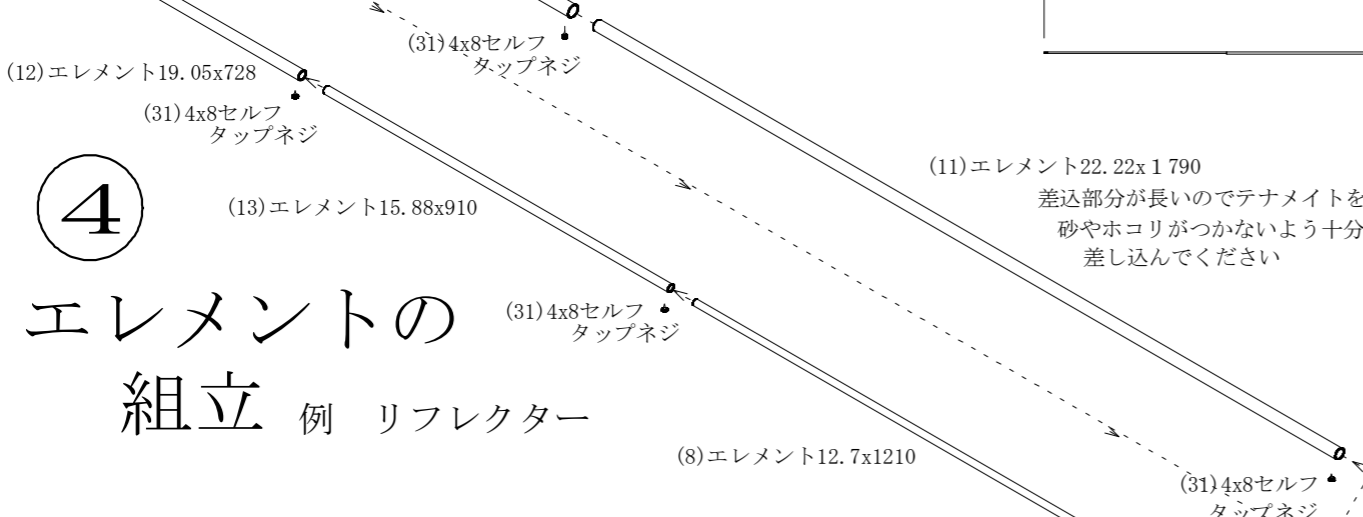 (31)4x8セルフ
タップネジ
(12)エレメント19.05x728
(31)4x8セルフ
タップネジ
(11)エレメント22.22x1790
差込部分が長いのでテナメイトを
砂やホコリがつかないよう十分
差し込んでください
④
(13)エレメント15.88x910
エレメントの
組立 例 リフレクター
(31)4x8セルフ
タップネジ
(8)エレメント12.7x1210
(31)4x8セルフ
タップネジ